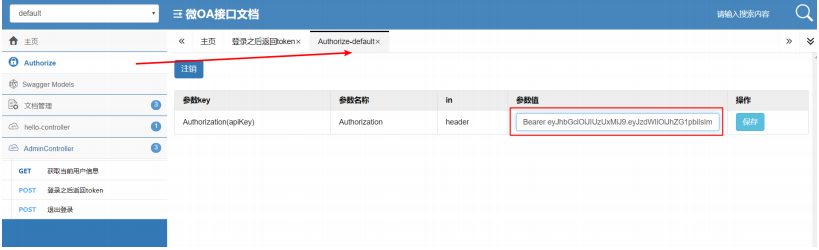 default
微OA接口文档
请输入搜索内容
主页
主页
登录之后返回token×
Authorize-default×
Authorize
注销
Swagger Models
文档管理
3
hello-controller
1
AdminController
3
参数key
参数名称
in
参数值
操作
Authorization(apiKey)
Authorization
header
Bearer eyJhbGciOiJIUzUxMiJ9.eyJzdWIiOiJhZG1pbiIsIm
保存
GET 获取当前用户信息
POST 登录之后返回token
POST 退出登录